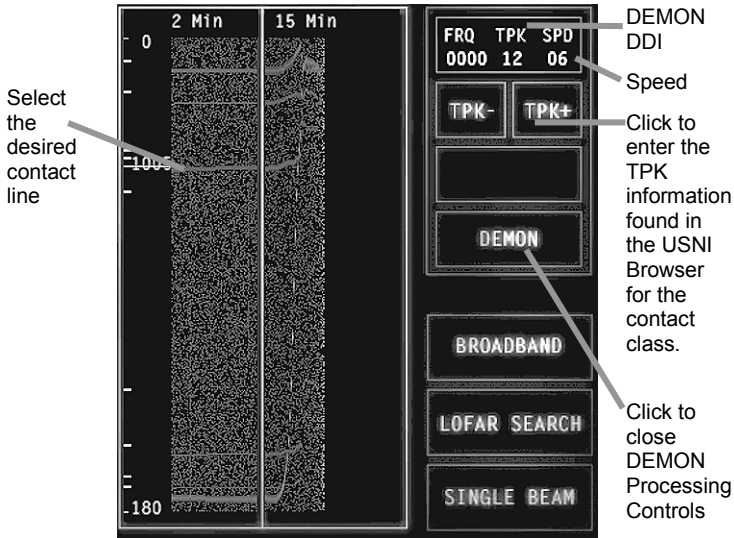 Select
the
desired
contact
line
2 Min 15 Min
0
180
FRQ TPK SPD
0000 12 06
TPK- TPK+
DEMON
BROADBAND
LOFAR SEARCH
SINGLE BEAM
DEMON
DDI
Speed
Click to
enter the
TPK
information
found in
the USNI
Browser
for the
contact
class.
Click to
close
DEMON
Processing
Controls